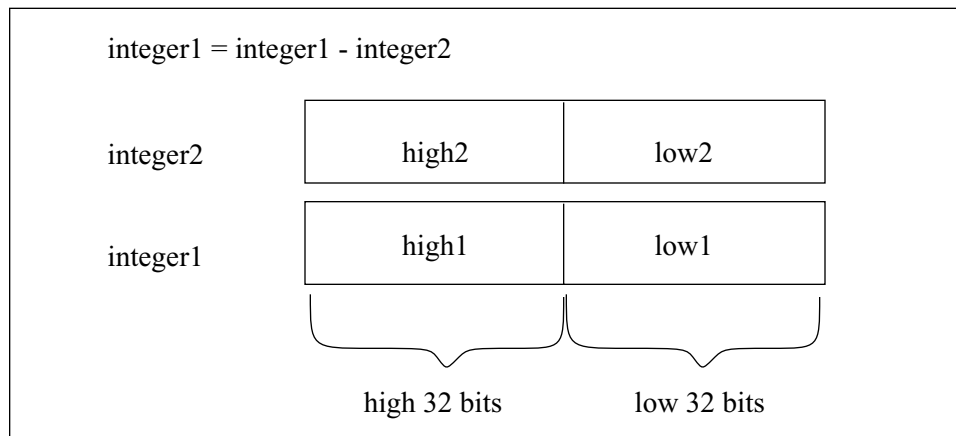 integer1 = integer1 - integer2
integer2 high2 low2
integer1 high1 low1
high 32 bits low 32 bits